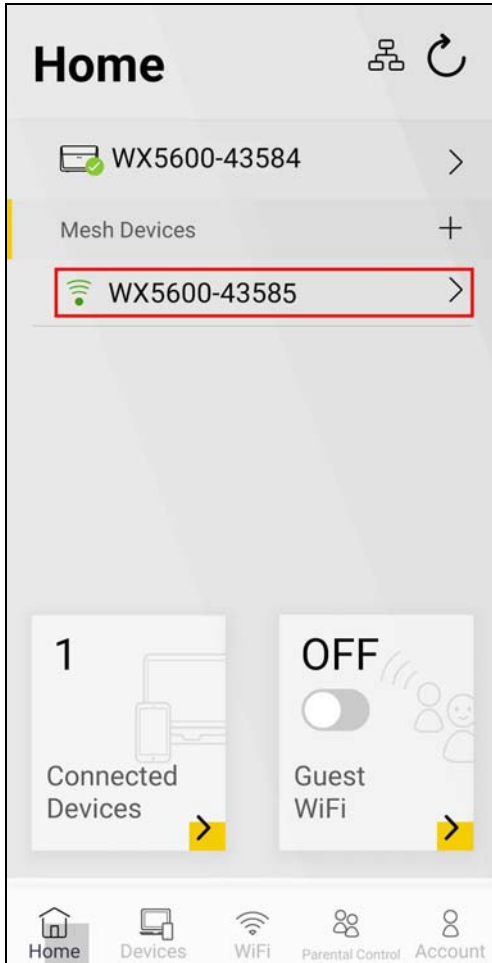 Home
WX5600-43584
Mesh Devices
WX5600-43585
1
Connected
Devices
OFF
Guest
WiFi
Home
Devices
WiFi
Parental Control
Account